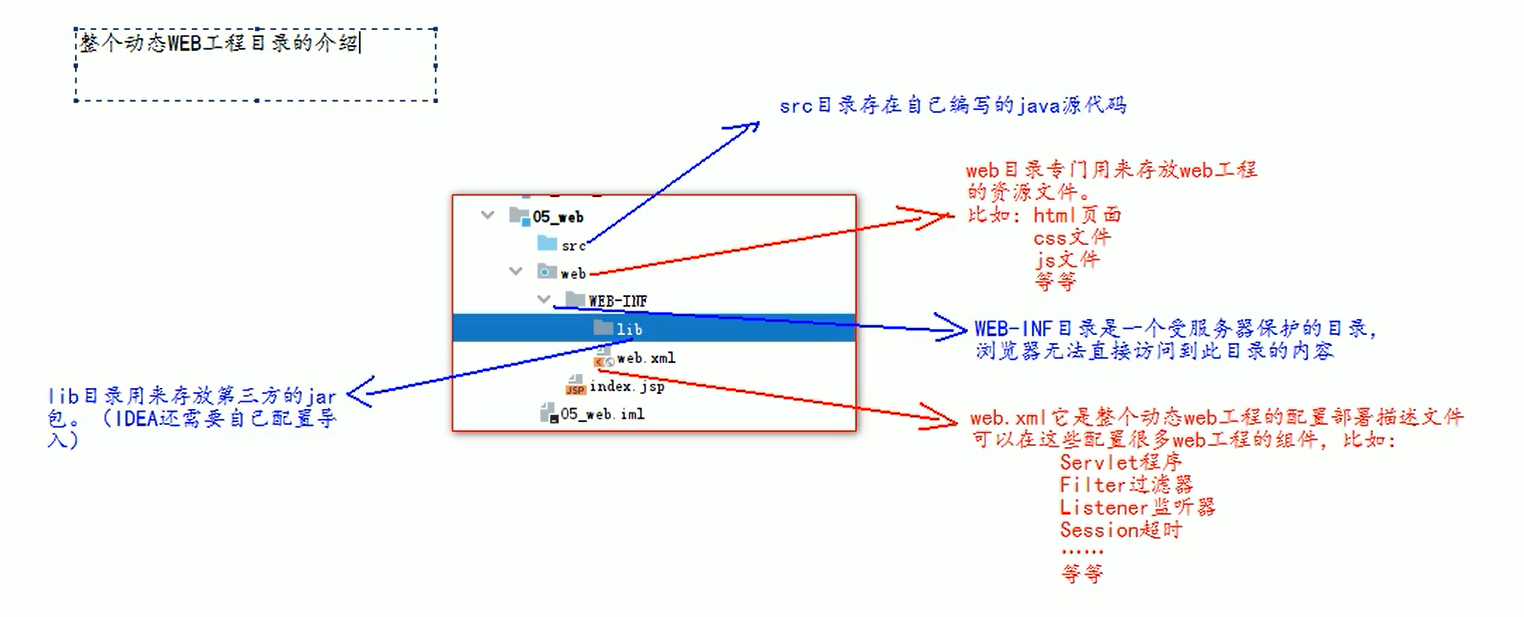 整个动态WEB工程目录的介绍
src目录存在自己编写的java源代码
web目录专门用来存放web工程
的资源文件。
比如: html页面
css文件
js文件
等等
05_web
src
web
WEB-INF
lib
web.xml
index.jsp
05_web.iml
WEB-INF目录是一个受服务器保护的目录,
浏览器无法直接访问到此目录的内容
lib目录用来存放第三方的jar
包。（IDEA还需要自己配置导
入）
web.xml它是整个动态web工程的配置部署描述文件
可以在这些配置很多web工程的组件, 比如:
Servlet程序
Filter过滤器
Listener监听器
Session超时
……
等等